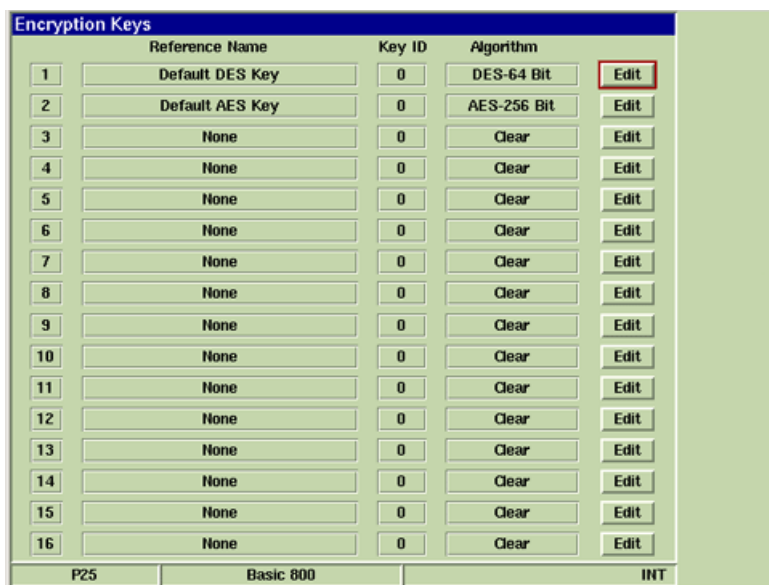 Encryption Keys
Reference Name Key ID Algorithm
1 Default DES Key 0 DES-64 Bit Edit
2 Default AES Key 0 AES-256 Bit Edit
3 None 0 Clear Edit
4 None 0 Clear Edit
5 None 0 Clear Edit
6 None 0 Clear Edit
7 None 0 Clear Edit
8 None 0 Clear Edit
9 None 0 Clear Edit
10 None 0 Clear Edit
11 None 0 Clear Edit
12 None 0 Clear Edit
13 None 0 Clear Edit
14 None 0 Clear Edit
15 None 0 Clear Edit
16 None 0 Clear Edit
P25 Basic 800 INT